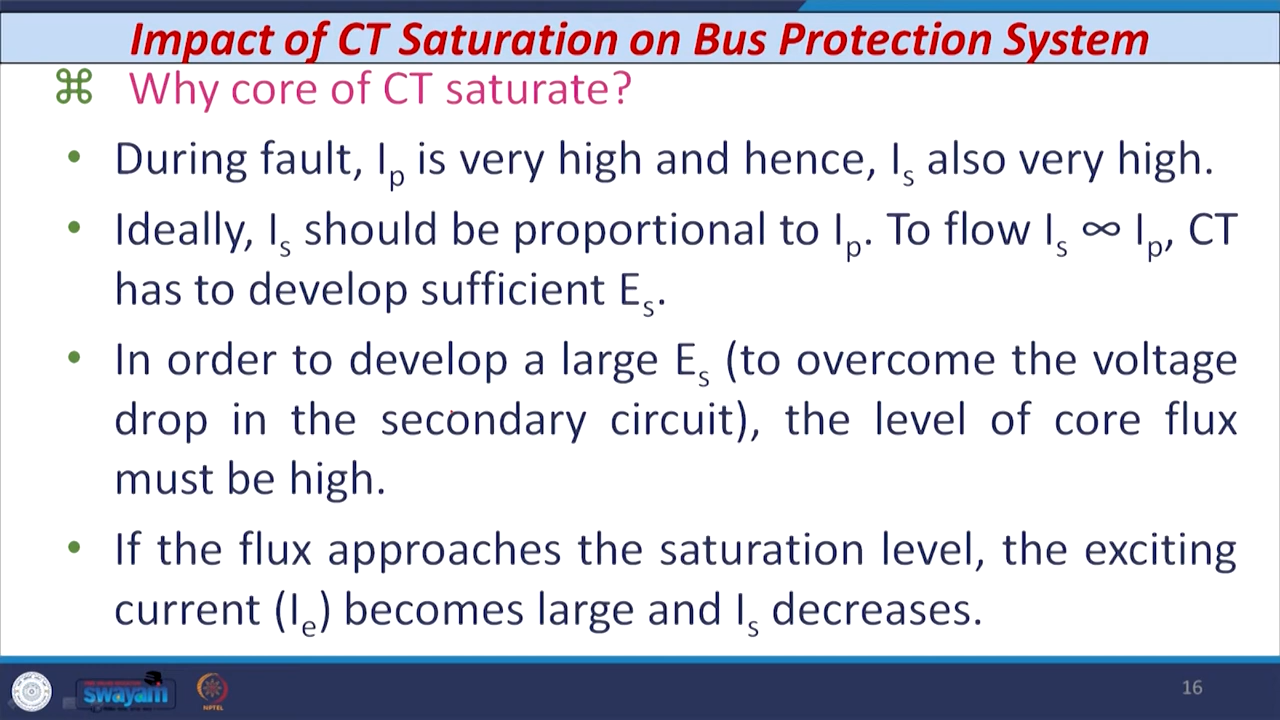 Impact of CT Saturation on Bus Protection System
⌘ Why core of CT saturate?
• During fault, Iₚ is very high and hence, Iₛ also very high.
• Ideally, Iₛ should be proportional to Iₚ. To flow Iₛ ∞ Iₚ, CT
has to develop sufficient Eₛ.
• In order to develop a large Eₛ (to overcome the voltage
drop in the secondary circuit), the level of core flux
must be high.
• If the flux approaches the saturation level, the exciting
current (Iₑ) becomes large and Iₛ decreases.
swayam
NPTEL
16